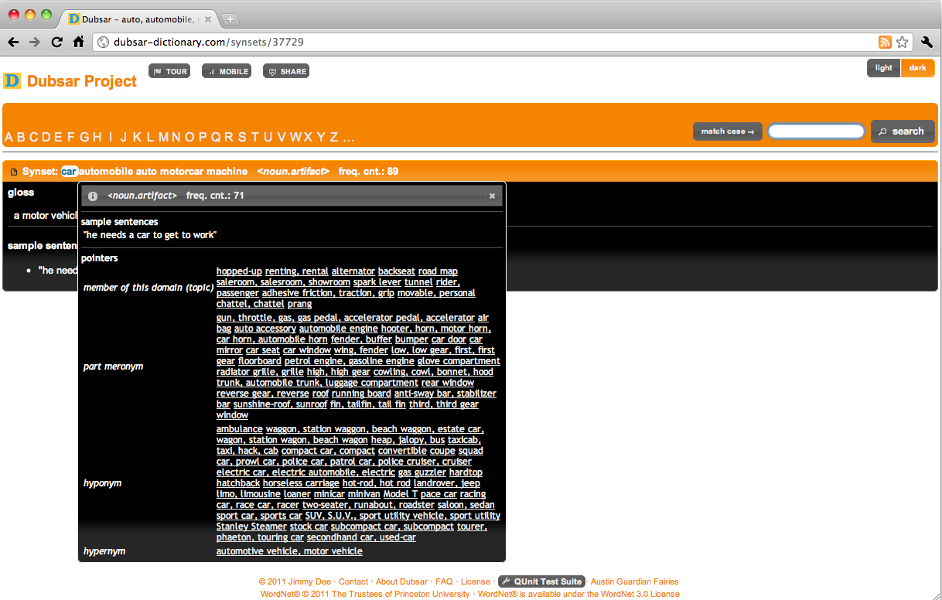 Dubsar – auto, automobile, c
dubsar-dictionary.com/synsets/37729
D Dubsar Project
TOUR
MOBILE
SHARE
light
dark
A B C D E F G H I J K L M N O P Q R S T U V W X Y Z ...
match case →
search
Synset: car automobile auto motorcar machine <noun.artifact> freq. cnt.: 89
gloss
a motor vehicl
sample senten
• "he need
<noun.artifact> freq. cnt.: 71
sample sentences
"he needs a car to get to work"
pointers
member of this domain (topic)
hopped-up renting, rental alternator backseat road map
saleroom, salesroom, showroom spark lever tunnel rider,
passenger adhesive friction, traction, grip movable, personal
chattel, chattel prang
part meronym
gun, throttle, gas, gas pedal, accelerator pedal, accelerator air
bag auto accessory automobile engine hooter, horn, motor horn,
car horn, automobile horn fender, buffer bumper car door car
mirror car seat car window wing, fender low, low gear, first, first
gear floorboard petrol engine, gasoline engine glove compartment
radiator grille, grille high, high gear cowling, cowl, bonnet, hood
trunk, automobile trunk, luggage compartment rear window
reverse gear, reverse roof running board anti-sway bar, stabilizer
bar sunshine-roof, sunroof fin, tailfin, tail fin third, third gear
window
hyponym
ambulance waggon, station waggon, beach waggon, estate car,
wagon, station wagon, beach wagon heap, jalopy, bus taxicab,
taxi, hack, cab compact car, compact convertible coupe squad
car, prowl car, police car, patrol car, police cruiser, cruiser
electric car, electric automobile, electric gas guzzler hardtop
hatchback horseless carriage hot-rod, hot rod landrover, jeep
limo, limousine loaner minicar minivan Model T pace car racing
car, race car, racer two-seater, runabout, roadster saloon, sedan
sport car, sports car SUV, S.U.V., sport utility vehicle, sport utility
Stanley Steamer stock car subcompact car, subcompact tourer,
phaeton, touring car secondhand car, used-car
hypernym
automotive vehicle, motor vehicle
© 2011 Jimmy Dee · Contact · About Dubsar · FAQ · License · QUnit Test Suite Austin Guardian Fairies
WordNet® © 2011 The Trustees of Princeton University · WordNet® is available under the WordNet 3.0 License